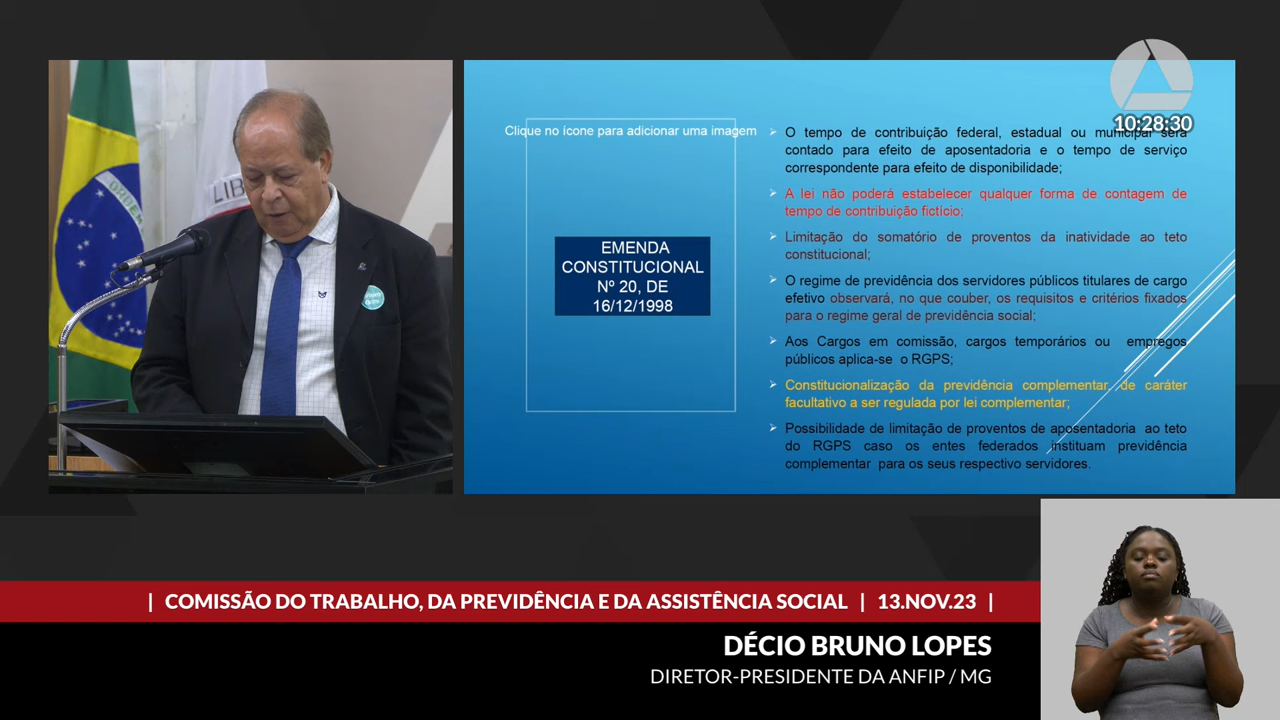 10:28:30
Clique no ícone para adicionar uma imagem
EMENDA
CONSTITUCIONAL
Nº 20, DE
16/12/1998
O tempo de contribuição federal, estadual ou municipal será
contado para efeito de aposentadoria e o tempo de serviço
correspondente para efeito de disponibilidade;
A lei não poderá estabelecer qualquer forma de contagem de
tempo de contribuição fictício;
Limitação do somatório de proventos da inatividade ao teto
constitucional;
O regime de previdência dos servidores públicos titulares de cargo
efetivo observará, no que couber, os requisitos e critérios fixados
para o regime geral de previdência social;
Aos Cargos em comissão, cargos temporários ou empregos
públicos aplica-se o RGPS;
Constitucionalização da previdência complementar, de caráter
facultativo a ser regulada por lei complementar;
Possibilidade de limitação de proventos de aposentadoria ao teto
do RGPS caso os entes federados instituam previdência
complementar para os seus respectivo servidores.
LIB
| COMISSÃO DO TRABALHO, DA PREVIDÊNCIA E DA ASSISTÊNCIA SOCIAL | 13.NOV.23 |
DÉCIO BRUNO LOPES
DIRETOR-PRESIDENTE DA ANFIP / MG